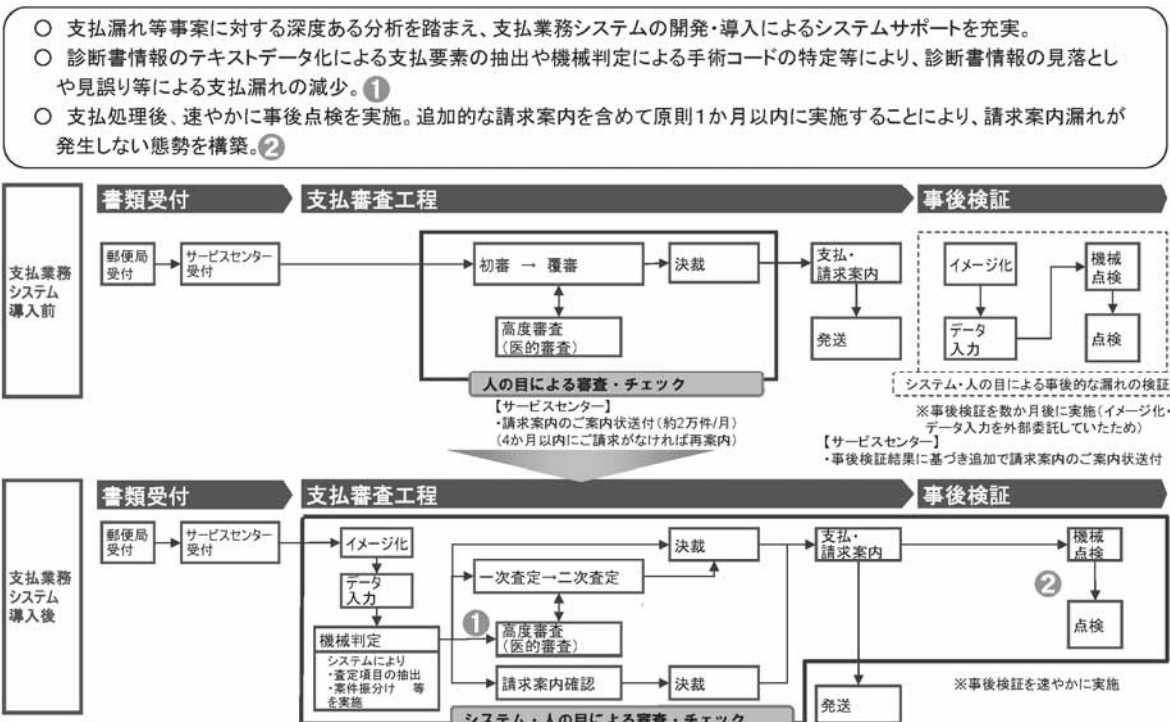 ○ 支払漏れ等事案に対する深度ある分析を踏まえ、支払業務システムの開発・導入によるシステムサポートを充実。
○ 診断書情報のテキストデータ化による支払要素の抽出や機械判定による手術コードの特定等により、診断書情報の見落とし
や見誤り等による支払漏れの減少。❶
○ 支払処理後、速やかに事後点検を実施。追加的な請求案内を含めて原則1か月以内に実施することにより、請求案内漏れが
発生しない態勢を構築。❷
支払業務
システム
導入前
書類受付
支払審査工程
事後検証
郵便局
受付
サービスセンター
受付
初審 → 覆審
決裁
高度審査
(医的審査)
人の目による審査・チェック
【サービスセンター】
・請求案内のご案内状送付(約2万件/月)
(4か月以内にご請求がなければ再案内)
支払・
請求案内
発送
イメージ化
データ
入力
機械
点検
点検
システム・人の目による事後的な漏れの検証
※事後検証を数か月後に実施(イメージ化・
データ入力を外部委託していたため)
【サービスセンター】
・事後検証結果に基づき追加で請求案内のご案内状送付
支払業務
システム
導入後
書類受付
支払審査工程
事後検証
郵便局
受付
サービスセンター
受付
イメージ化
データ
入力
機械判定
システムにより
・査定項目の抽出
・案件振分け 等
を実施
❶
決裁
一次査定→二次査定
高度審査
(医的審査)
請求案内確認
決裁
システム・人の目による審査・チェック
支払・
請求案内
発送
機械
点検
❷
点検
※事後検証を速やかに実施